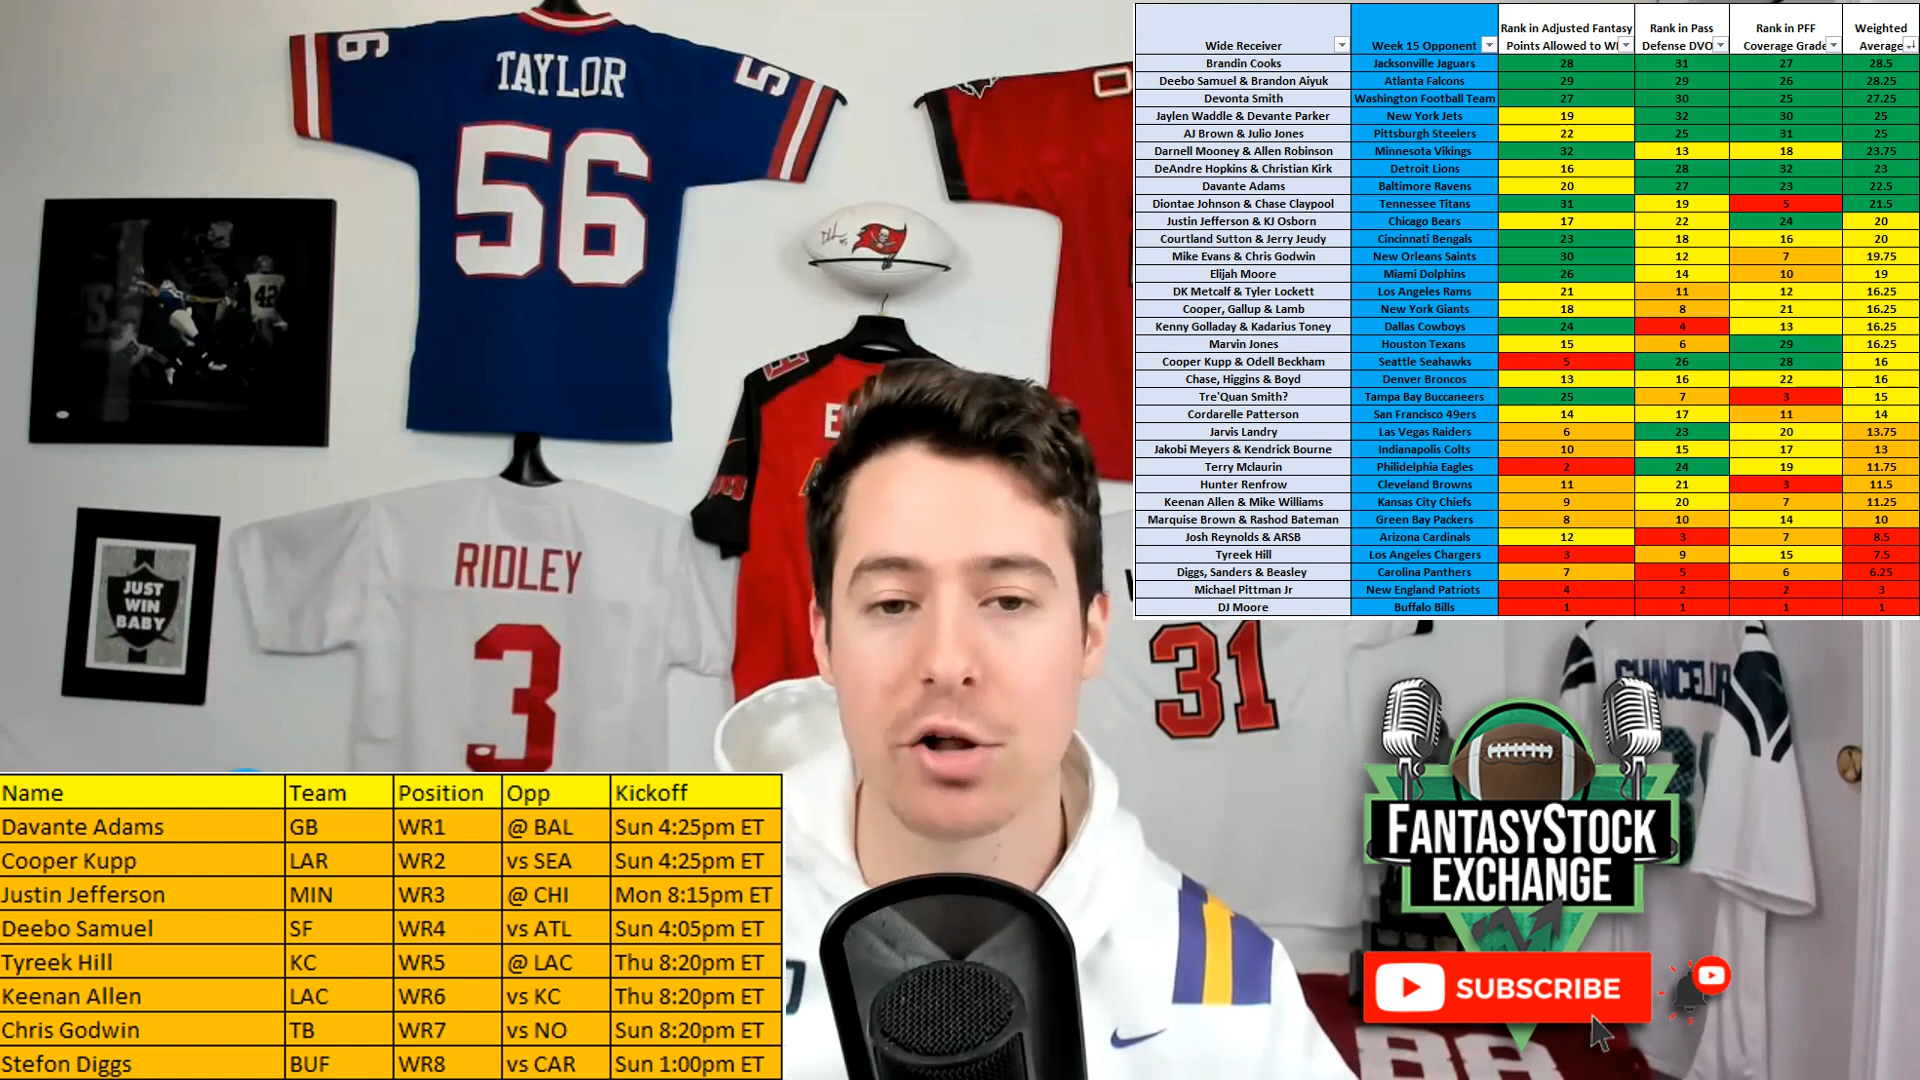 TAYLOR
56
56
56
42
JUST
WIN
BABY
RIDLEY
3
31
Wide Receiver Week 15 Opponent Rank in Adjusted Fantasy Points Allowed to W Rank in Pass Defense DVO Rank in PFF Coverage Grade Weighted Average
Brandin Cooks Jacksonville Jaguars 28 31 27 28.5
Deebo Samuel & Brandon Aiyuk Atlanta Falcons 29 29 26 28.25
Devonta Smith Washington Football Team 27 30 25 27.25
Jaylen Waddle & Devante Parker New York Jets 19 32 30 25
AJ Brown & Julio Jones Pittsburgh Steelers 22 25 31 25
Darnell Mooney & Allen Robinson Minnesota Vikings 32 13 18 23.75
DeAndre Hopkins & Christian Kirk Detroit Lions 16 28 32 23
Davante Adams Baltimore Ravens 20 27 23 22.5
Diontae Johnson & Chase Claypool Tennessee Titans 31 19 5 21.5
Justin Jefferson & KJ Osborn Chicago Bears 17 22 24 20
Courtland Sutton & Jerry Jeudy Cincinnati Bengals 23 18 16 20
Mike Evans & Chris Godwin New Orleans Saints 30 12 7 19.75
Elijah Moore Miami Dolphins 26 14 10 19
DK Metcalf & Tyler Lockett Los Angeles Rams 21 11 12 16.25
Cooper, Gallup & Lamb New York Giants 18 8 21 16.25
Kenny Golladay & Kadarius Toney Dallas Cowboys 24 4 13 16.25
Marvin Jones Houston Texans 15 6 29 16.25
Cooper Kupp & Odell Beckham Seattle Seahawks 5 26 28 16
Chase, Higgins & Boyd Denver Broncos 13 16 22 16
Tre'Quan Smith? Tampa Bay Buccaneers 25 7 3 15
Cordarelle Patterson San Francisco 49ers 14 17 11 14
Jarvis Landry Las Vegas Raiders 6 23 20 13.75
Jakobi Meyers & Kendrick Bourne Indianapolis Colts 10 15 17 13
Terry Mclaurin Philidelphia Eagles 2 24 19 11.75
Hunter Renfrow Cleveland Browns 11 21 3 11.5
Keenan Allen & Mike Williams Kansas City Chiefs 9 20 7 11.25
Marquise Brown & Rashod Bateman Green Bay Packers 8 10 14 10
Josh Reynolds & ARSB Arizona Cardinals 12 3 7 8.5
Tyreek Hill Los Angeles Chargers 3 9 15 7.5
Diggs, Sanders & Beasley Carolina Panthers 7 5 6 6.25
Michael Pittman Jr New England Patriots 4 2 2 3
DJ Moore Buffalo Bills 1 1 1 1
CHANCELLOR
FANTASYSTOCK
EXCHANGE
SUBSCRIBE
88
Name Team Position Opp Kickoff
Davante Adams GB WR1 @ BAL Sun 4:25pm ET
Cooper Kupp LAR WR2 vs SEA Sun 4:25pm ET
Justin Jefferson MIN WR3 @ CHI Mon 8:15pm ET
Deebo Samuel SF WR4 vs ATL Sun 4:05pm ET
Tyreek Hill KC WR5 @ LAC Thu 8:20pm ET
Keenan Allen LAC WR6 vs KC Thu 8:20pm ET
Chris Godwin TB WR7 vs NO Sun 8:20pm ET
Stefon Diggs BUF WR8 vs CAR Sun 1:00pm ET